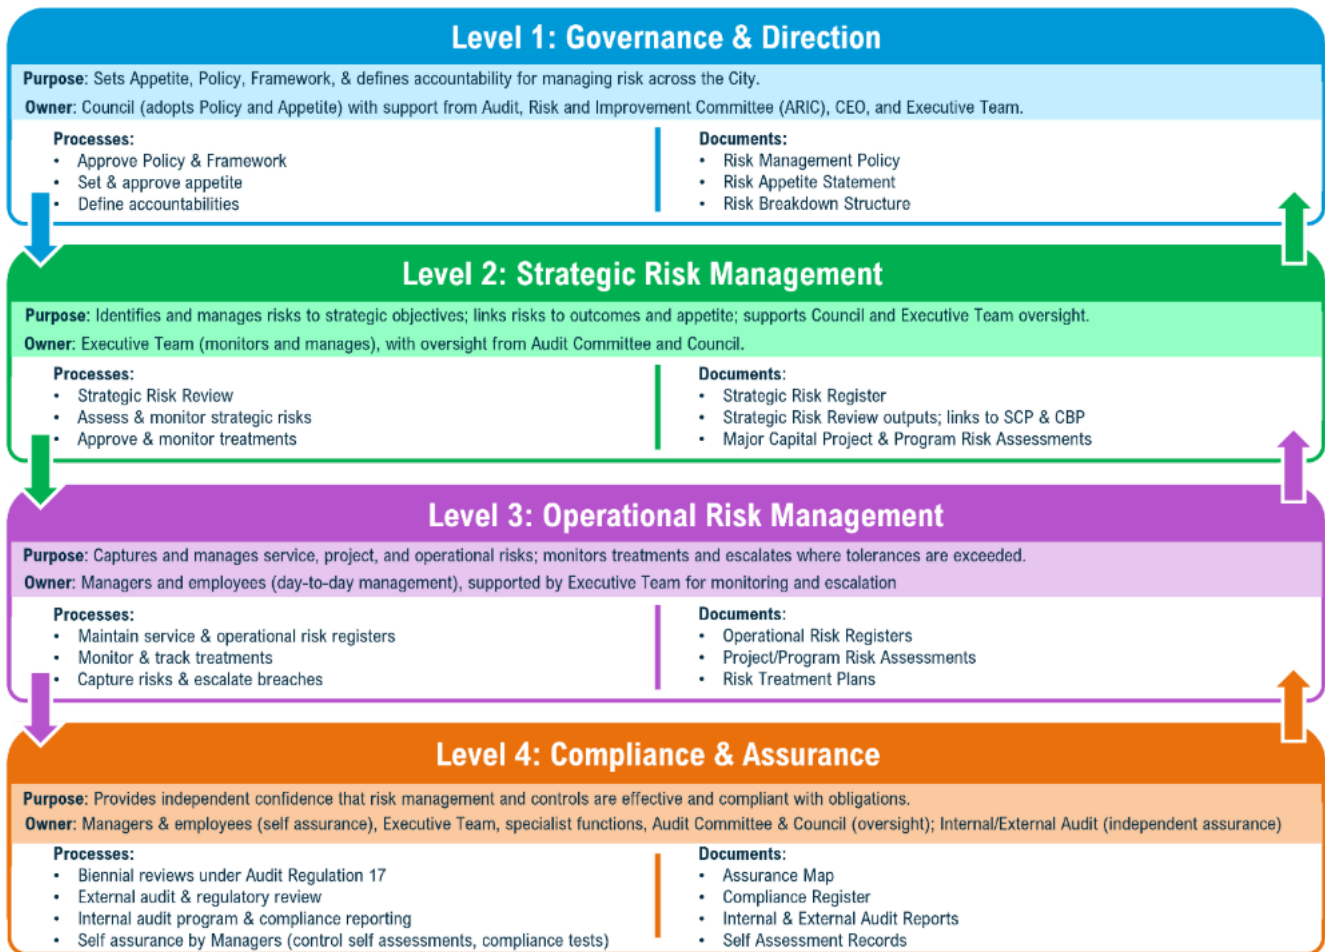 Level 1: Governance & Direction
Purpose: Sets Appetite, Policy, Framework, & defines accountability for managing risk across the City.
Owner: Council (adopts Policy and Appetite) with support from Audit, Risk and Improvement Committee (ARIC), CEO, and Executive Team.
Processes:
• Approve Policy & Framework
• Set & approve appetite
• Define accountabilities
Documents:
• Risk Management Policy
• Risk Appetite Statement
• Risk Breakdown Structure
Level 2: Strategic Risk Management
Purpose: Identifies and manages risks to strategic objectives; links risks to outcomes and appetite; supports Council and Executive Team oversight.
Owner: Executive Team (monitors and manages), with oversight from Audit Committee and Council.
Processes:
• Strategic Risk Review
• Assess & monitor strategic risks
• Approve & monitor treatments
Documents:
• Strategic Risk Register
• Strategic Risk Review outputs; links to SCP & CBP
• Major Capital Project & Program Risk Assessments
Level 3: Operational Risk Management
Purpose: Captures and manages service, project, and operational risks; monitors treatments and escalates where tolerances are exceeded.
Owner: Managers and employees (day-to-day management), supported by Executive Team for monitoring and escalation
Processes:
• Maintain service & operational risk registers
• Monitor & track treatments
• Capture risks & escalate breaches
Documents:
• Operational Risk Registers
• Project/Program Risk Assessments
• Risk Treatment Plans
Level 4: Compliance & Assurance
Purpose: Provides independent confidence that risk management and controls are effective and compliant with obligations.
Owner: Managers & employees (self assurance), Executive Team, specialist functions, Audit Committee & Council (oversight); Internal/External Audit (independent assurance)
Processes:
• Biennial reviews under Audit Regulation 17
• External audit & regulatory review
• Internal audit program & compliance reporting
• Self assurance by Managers (control self assessments, compliance tests)
Documents:
• Assurance Map
• Compliance Register
• Internal & External Audit Reports
• Self Assessment Records